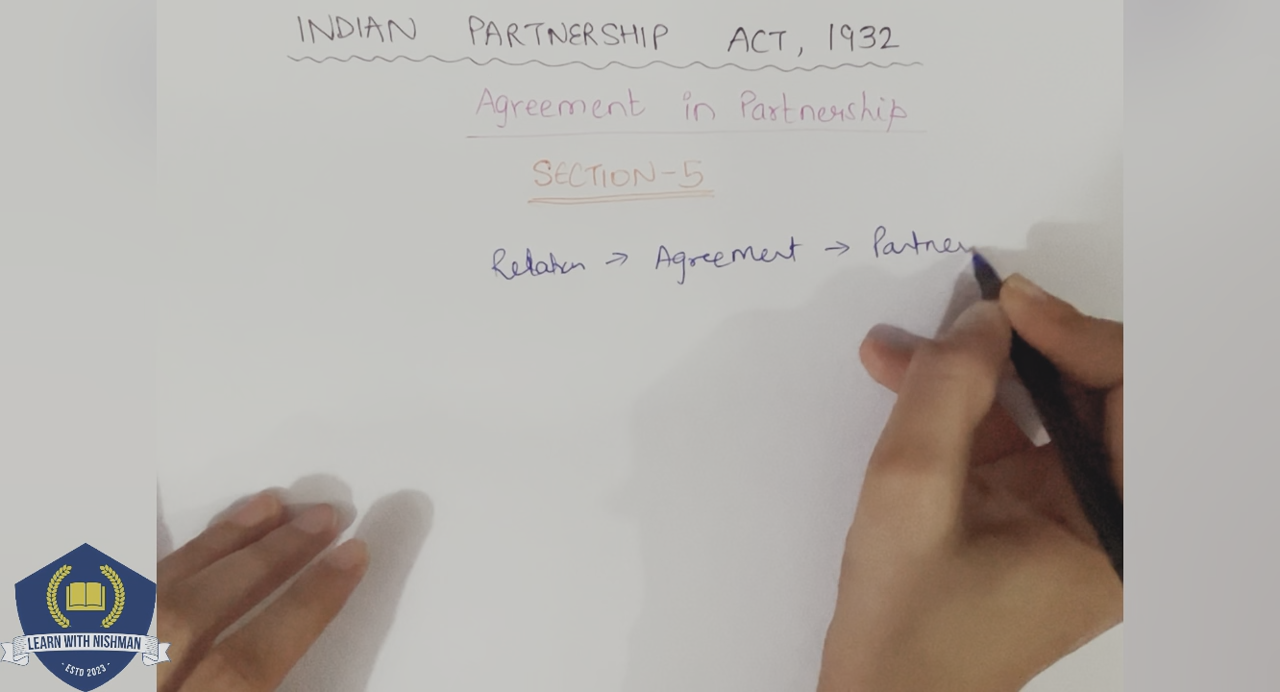 INDIAN PARTNERSHIP ACT, 1932
Agreement in Partnership
SECTION-5
Relation → Agreement → Partner
LEARN WITH NISHMAN
- ESTD 2023 -